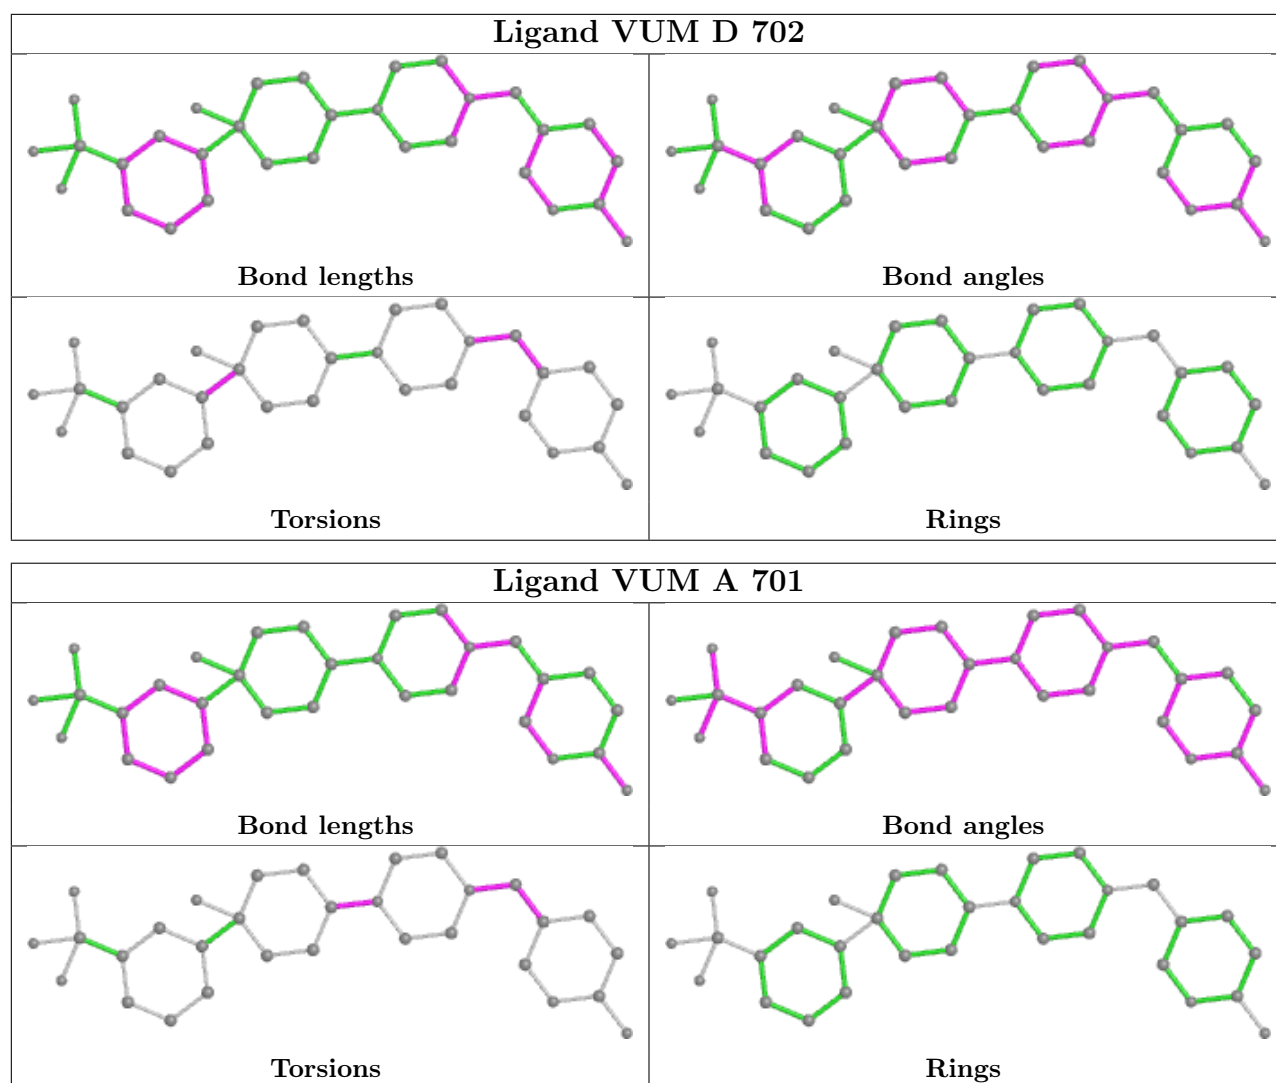 Ligand VUM D 702
Bond lengths
Bond angles
Torsions
Rings
Ligand VUM A 701
Bond lengths
Bond angles
Torsions
Rings